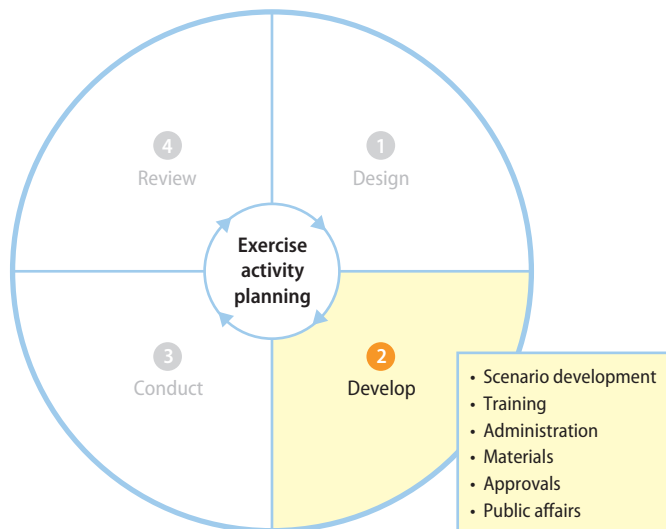 4
Review
1
Design
Exercise
activity
planning
3
Conduct
2
Develop
• Scenario development
• Training
• Administration
• Materials
• Approvals
• Public affairs